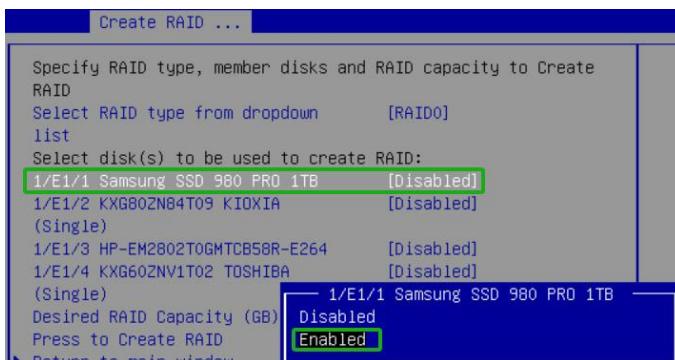 Create RAID ...
Specify RAID type, member disks and RAID capacity to Create
RAID
Select RAID type from dropdown [RAID0]
list
Select disk(s) to be used to create RAID:
1/E1/1 Samsung SSD 980 PRO 1TB [Disabled]
1/E1/2 KXG80ZN84T09 KIOXIA [Disabled]
(Single)
1/E1/3 HP-EM2802T0GMTCB58R-E264 [Disabled]
1/E1/4 KXG60ZNV1T02 TOSHIBA [Disabled]
(Single)
1/E1/1 Samsung SSD 980 PRO 1TB
Desired RAID Capacity (GB) Disabled
Press to Create RAID Enabled
Return to main window